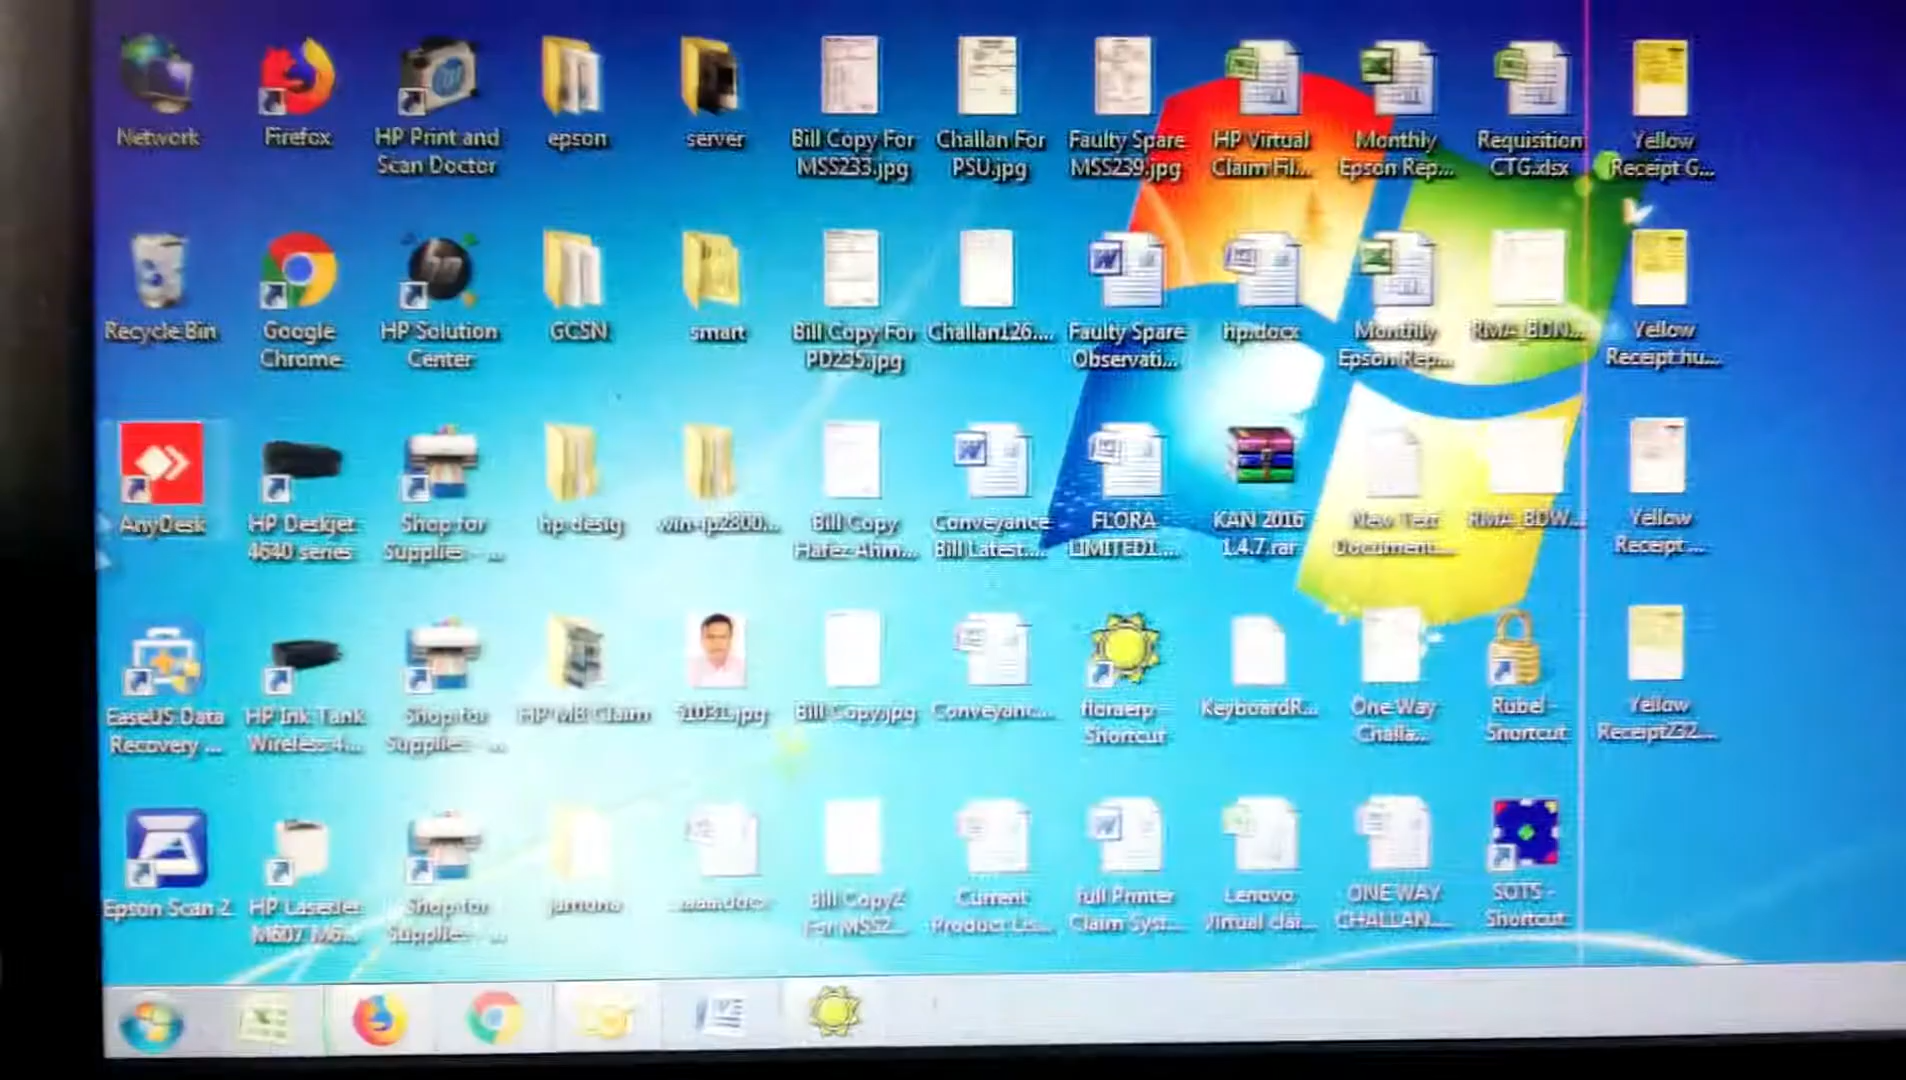 Network
Firefox
HP Print and
Scan Doctor
epson
server
Bill Copy For
MSS233.jpg
Challan For
PSU.jpg
Faulty Spare
MSS239.jpg
HP Virtual
Claim Fil...
Monthly
Epson Rep...
Requisition
CTG.xlsx
Yellow
Receipt G...
Recycle Bin
Google
Chrome
HP Solution
Center
GCSN
smart
Bill Copy For
PD235.jpg
Challan126....
Faulty Spare
Observati...
hp.docx
Monthly
Epson Rep...
RMA_BDN...
Yellow
Receipt hu...
AnyDesk
HP Deskjet
4640 series
Shop for
Supplies - ...
hp desig
win-ip2800...
Bill Copy
Hafez Ahm...
Conveyance
Bill Latest....
FLORA
LIMITED1....
KAN 2016
1.4.7.rar
New Text
Document....
RMA_BDW...
Yellow
Receipt ...
EaseUS Data
Recovery ...
HP Ink Tank
Wireless 4...
Shop for
Supplies - ...
HP MB Claim
51031.jpg
Bill Copy.jpg
Conveyanc...
floraerp -
Shortcut
KeyboardR...
One Way
Challa...
Rubel -
Shortcut
Yellow
Receipt232....
Epson Scan 2
HP LaserJet
M607 M6...
Shop for
Supplies - ...
jumuna
Bill Copy2
For MSS2...
Current
Product Lis...
full Printer
Claim Syst...
Lenovo
Virtual clai...
ONE WAY
CHALLAN....
SOTS -
Shortcut